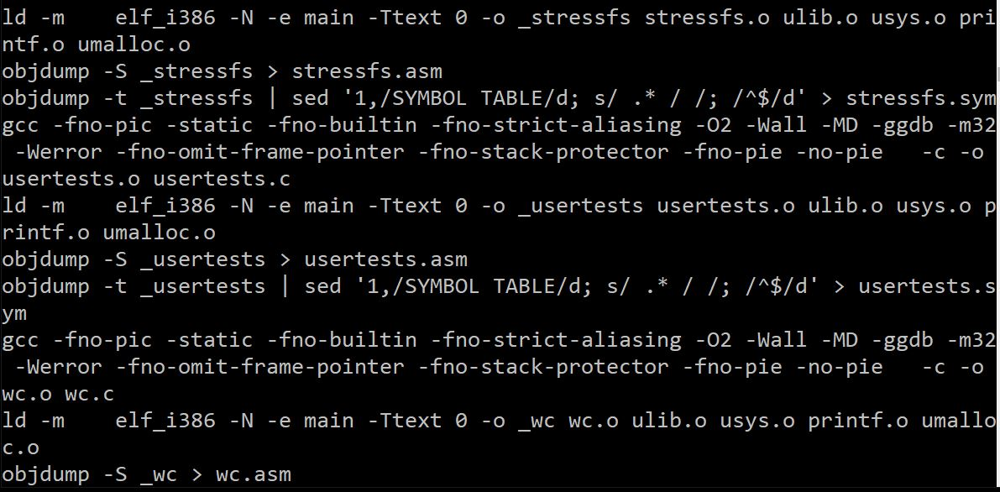 ld -m    elf_i386 -N -e main -Ttext 0 -o _stressfs stressfs.o ulib.o usys.o pri
ntf.o umalloc.o
objdump -S _stressfs > stressfs.asm
objdump -t _stressfs | sed '1,/SYMBOL TABLE/d; s/ .* / /; /^$/d' > stressfs.sym
gcc -fno-pic -static -fno-builtin -fno-strict-aliasing -O2 -Wall -MD -ggdb -m32
 -Werror -fno-omit-frame-pointer -fno-stack-protector -fno-pie -no-pie   -c -o
usertests.o usertests.c
ld -m    elf_i386 -N -e main -Ttext 0 -o _usertests usertests.o ulib.o usys.o p
rintf.o umalloc.o
objdump -S _usertests > usertests.asm
objdump -t _usertests | sed '1,/SYMBOL TABLE/d; s/ .* / /; /^$/d' > usertests.s
ym
gcc -fno-pic -static -fno-builtin -fno-strict-aliasing -O2 -Wall -MD -ggdb -m32
 -Werror -fno-omit-frame-pointer -fno-stack-protector -fno-pie -no-pie   -c -o
wc.o wc.c
ld -m    elf_i386 -N -e main -Ttext 0 -o _wc wc.o ulib.o usys.o printf.o umallo
c.o
objdump -S _wc > wc.asm